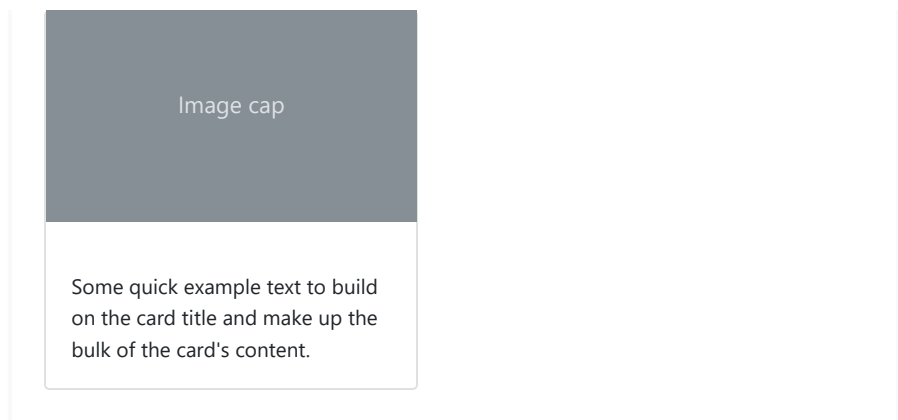 Image cap
Some quick example text to build
on the card title and make up the
bulk of the card's content.